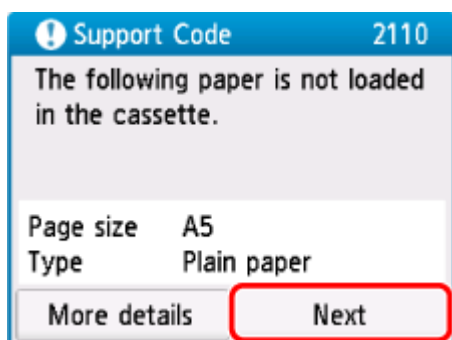 Support Code 2110
The following paper is not loaded
in the cassette.
Page size A5
Type Plain paper
More details Next